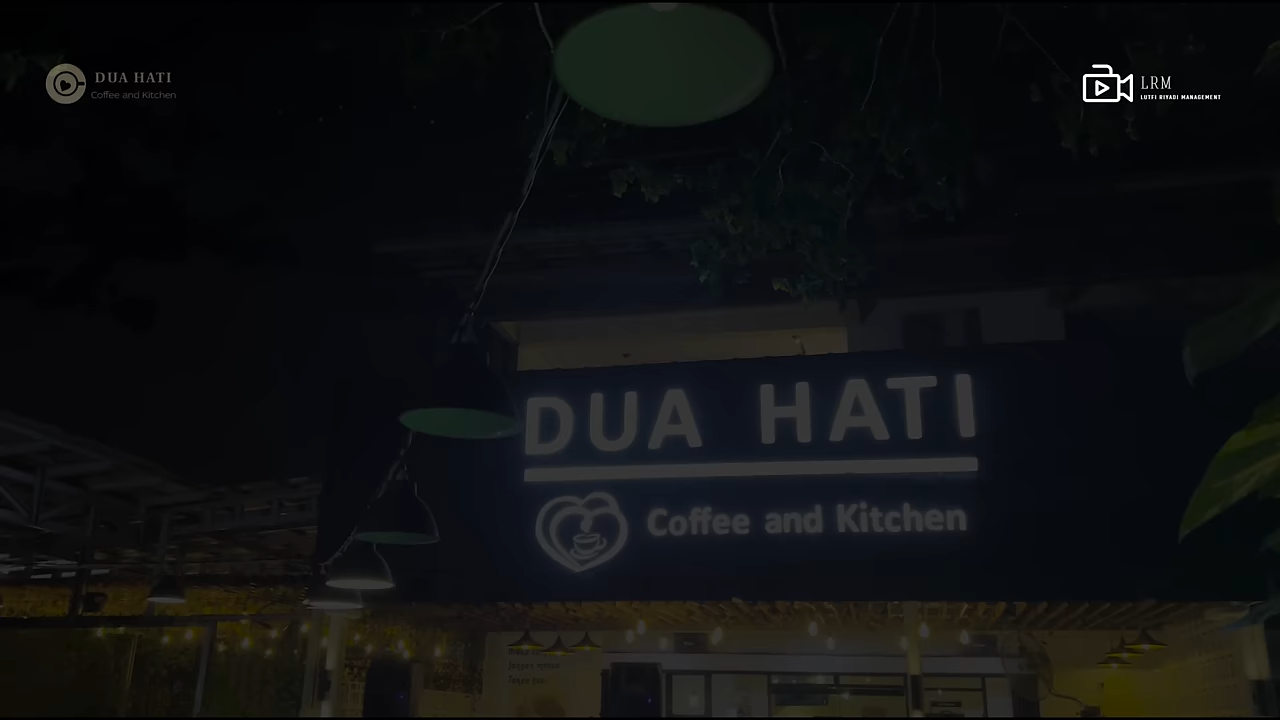 DUA HATI
Coffee and Kitchen
LRM
LUTFI RIYADI MANAGEMENT
DUA HATI
Coffee and Kitchen